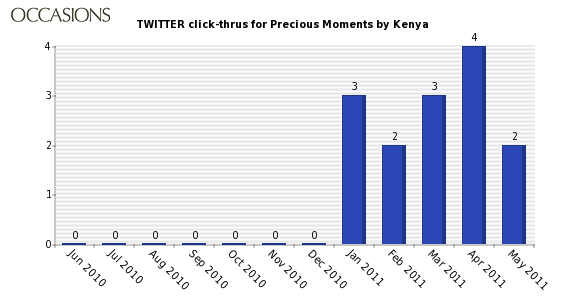 OCCASIONS
TWITTER click-thrus for Precious Moments by Kenya
4
3
2
1
0
0
0
0
0
0
0
0
3
2
3
4
2
Jun 2010
Jul 2010
Aug 2010
Sep 2010
Oct 2010
Nov 2010
Dec 2010
Jan 2011
Feb 2011
Mar 2011
Apr 2011
May 2011